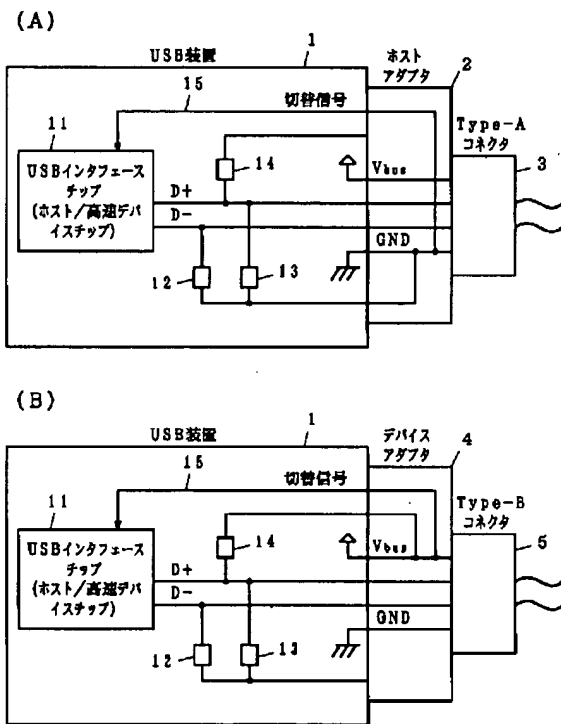 (A)
USB装置
1
ホスト
アダプタ
2
15
切替信号
11
Type-A
コネクタ
3
USBインタフェース
チップ
(ホスト/高速デバ
イスチップ)
14
Vbus
D+
D-
GND
12
13
(B)
USB装置
1
デバイス
アダプタ
4
15
切替信号
11
Type-B
コネクタ
5
USBインタフェース
チップ
(ホスト/高速デバ
イスチップ)
14
Vbus
D+
D-
GND
12
13